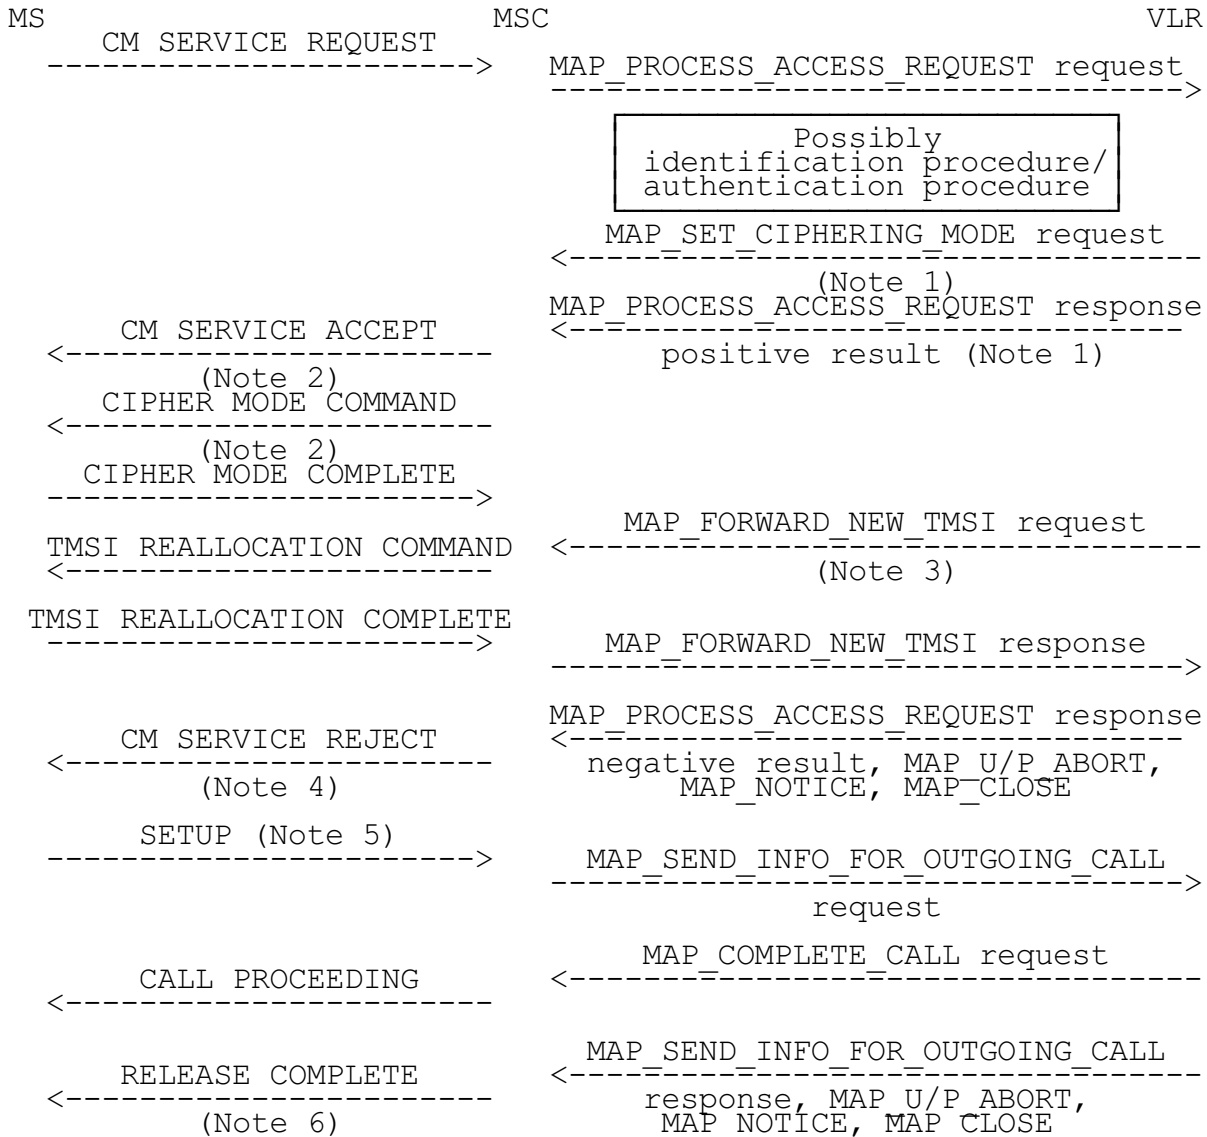 MS MSC VLR
CM SERVICE REQUEST
MAP_PROCESS_ACCESS_REQUEST request
Possibly
identification procedure/
authentication procedure
MAP_SET_CIPHERING_MODE request
(Note 1)
MAP_PROCESS_ACCESS_REQUEST response
CM SERVICE ACCEPT
positive result (Note 1)
(Note 2)
CIPHER MODE COMMAND
(Note 2)
CIPHER MODE COMPLETE
MAP_FORWARD_NEW_TMSI request
TMSI REALLOCATION COMMAND
(Note 3)
TMSI REALLOCATION COMPLETE
MAP_FORWARD_NEW_TMSI response
MAP_PROCESS_ACCESS_REQUEST response
CM SERVICE REJECT
negative result, MAP_U/P_ABORT,
(Note 4) MAP_NOTICE, MAP_CLOSE
SETUP (Note 5)
MAP_SEND_INFO_FOR_OUTGOING_CALL
request
MAP_COMPLETE_CALL request
CALL PROCEEDING
MAP_SEND_INFO_FOR_OUTGOING_CALL
RELEASE COMPLETE
response, MAP_U/P_ABORT,
(Note 6) MAP_NOTICE, MAP_CLOSE